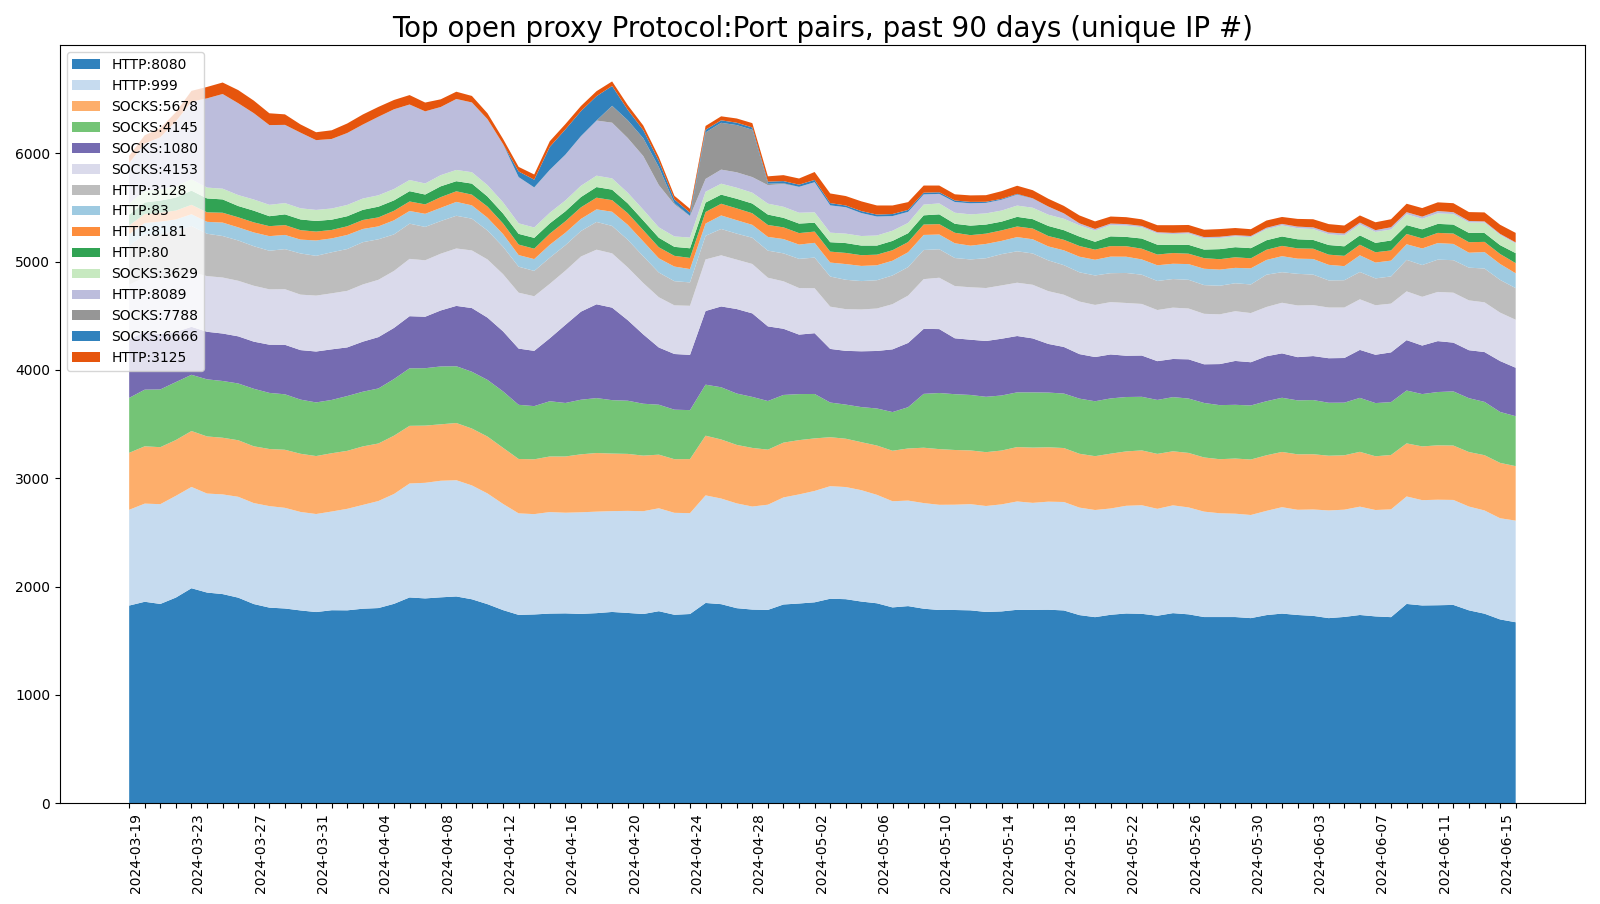 Top open proxy Protocol:Port pairs, past 90 days (unique IP #)
HTTP:8080
HTTP:999
SOCKS:5678
SOCKS:4145
SOCKS:1080
SOCKS:4153
HTTP:3128
HTTP:83
HTTP:8181
HTTP:80
SOCKS:3629
HTTP:8089
SOCKS:7788
SOCKS:6666
HTTP:3125
6000
5000
4000
3000
2000
1000
0
2024-03-19
2024-03-23
2024-03-27
2024-03-31
2024-04-04
2024-04-08
2024-04-12
2024-04-16
2024-04-20
2024-04-24
2024-04-28
2024-05-02
2024-05-06
2024-05-10
2024-05-14
2024-05-18
2024-05-22
2024-05-26
2024-05-30
2024-06-03
2024-06-07
2024-06-11
2024-06-15